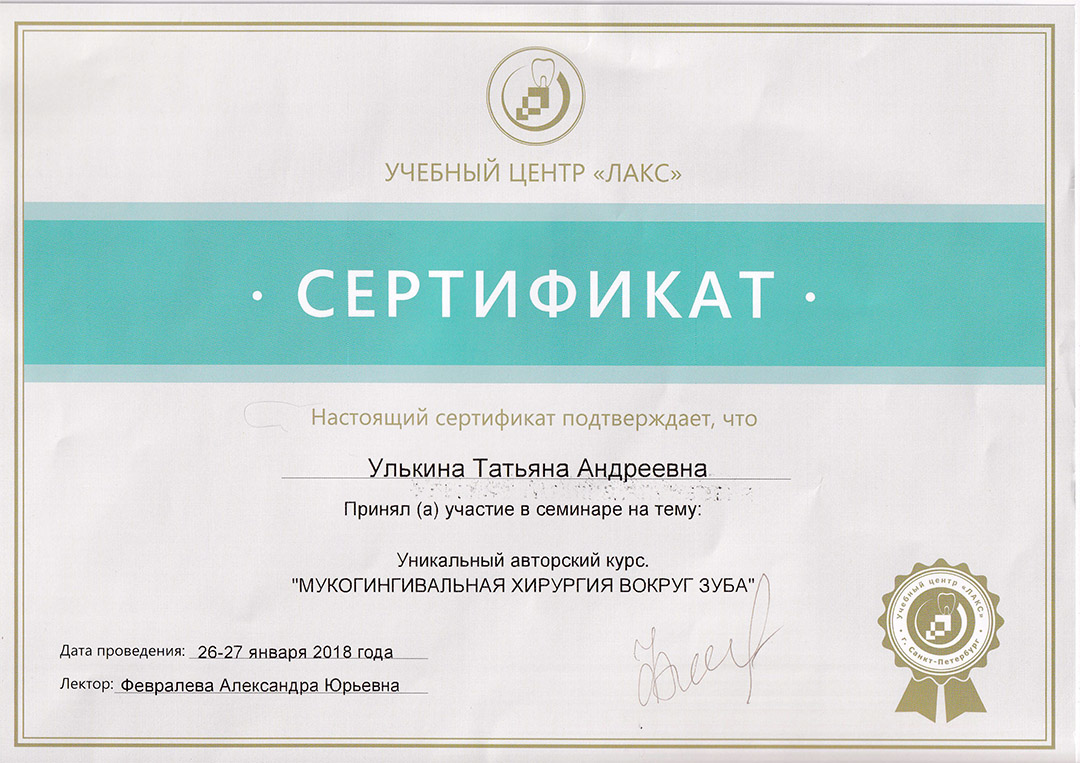 УЧЕБНЫЙ ЦЕНТР «ЛАКС»
· СЕРТИФИКАТ ·
Настоящий сертификат подтверждает, что
Улькина Татьяна Андреевна
Принял (а) участие в семинаре на тему:
Уникальный авторский курс.
"МУКОГИНГИВАЛЬНАЯ ХИРУРГИЯ ВОКРУГ ЗУБА"
Дата проведения: 26-27 января 2018 года
Лектор: Февралева Александра Юрьевна
Учебный центр «ЛАКС»
· г. Санкт-Петербург ·